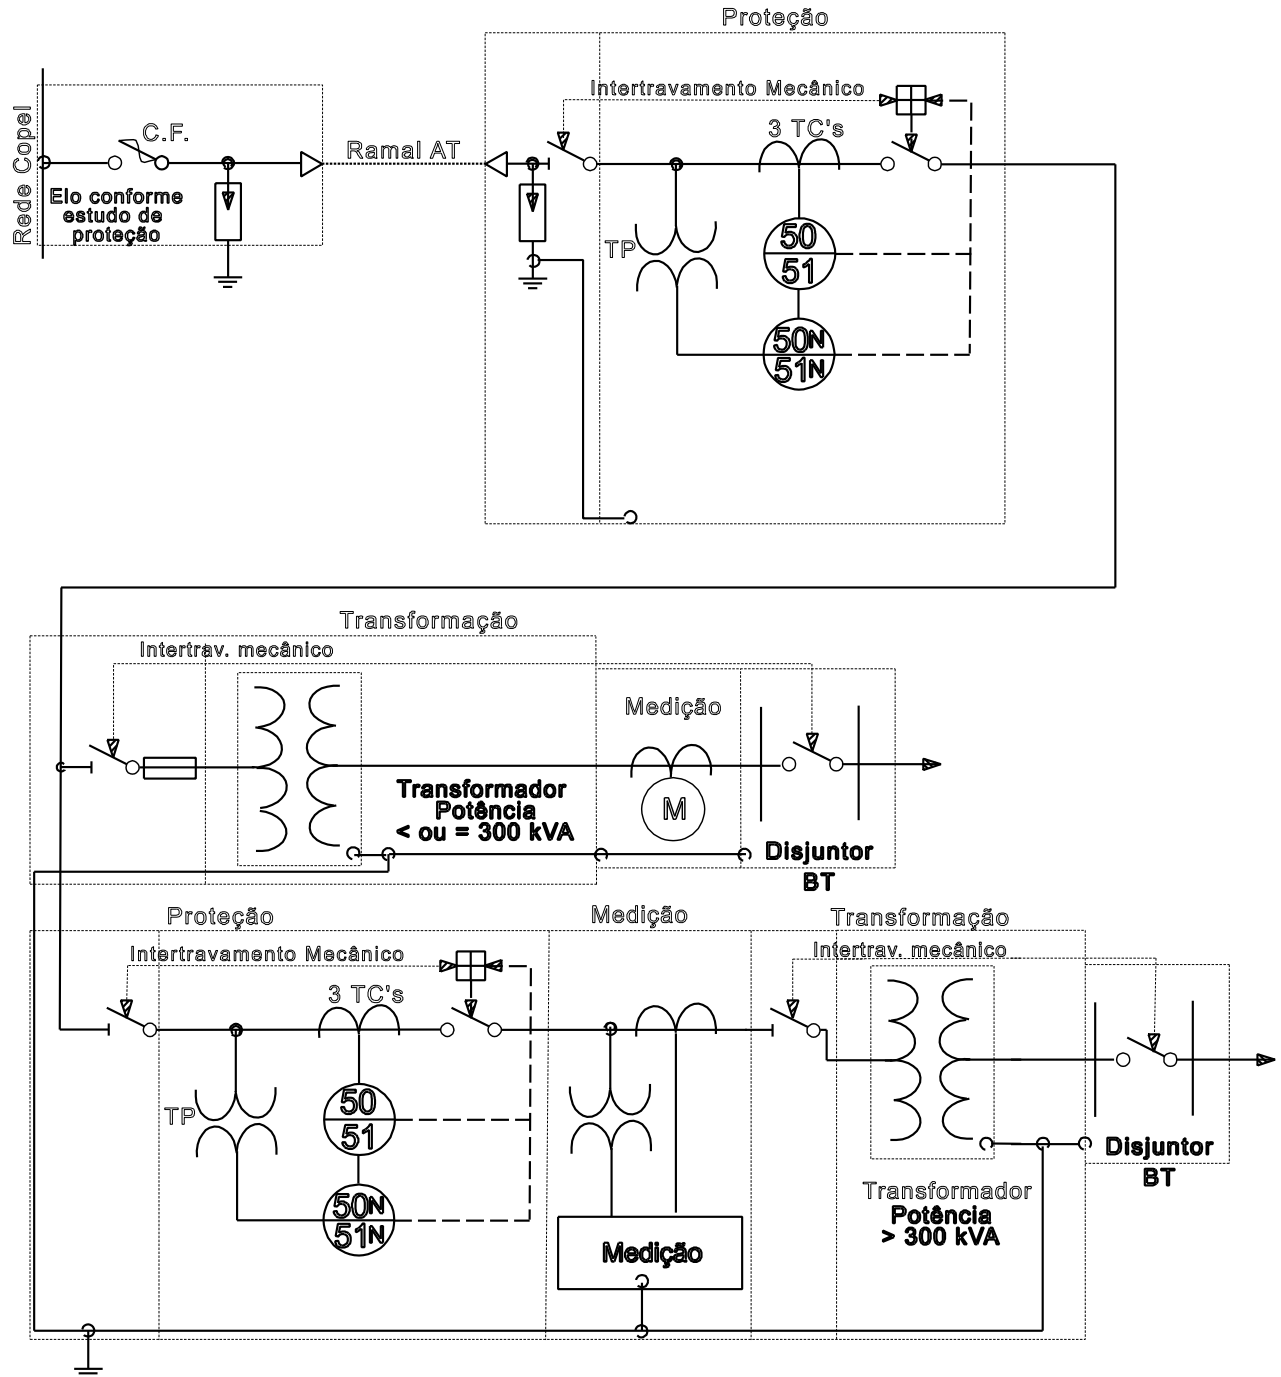 Proteção
Intertravamento Mecânico
3 TC's
C.F.
Ramal AT
Rede Copel
Elo conforme
estudo de
proteção
TP
50
51
50N
51N
Transformação
Intertrav. mecânico
Medição
Transformador
Potência
< ou = 300 kVA
M
Disjuntor
BT
Proteção
Medição
Transformação
Intertravamento Mecânico
Intertrav. mecânico
3 TC's
TP
50
51
50N
51N
Medição
Disjuntor
BT
Transformador
Potência
> 300 kVA